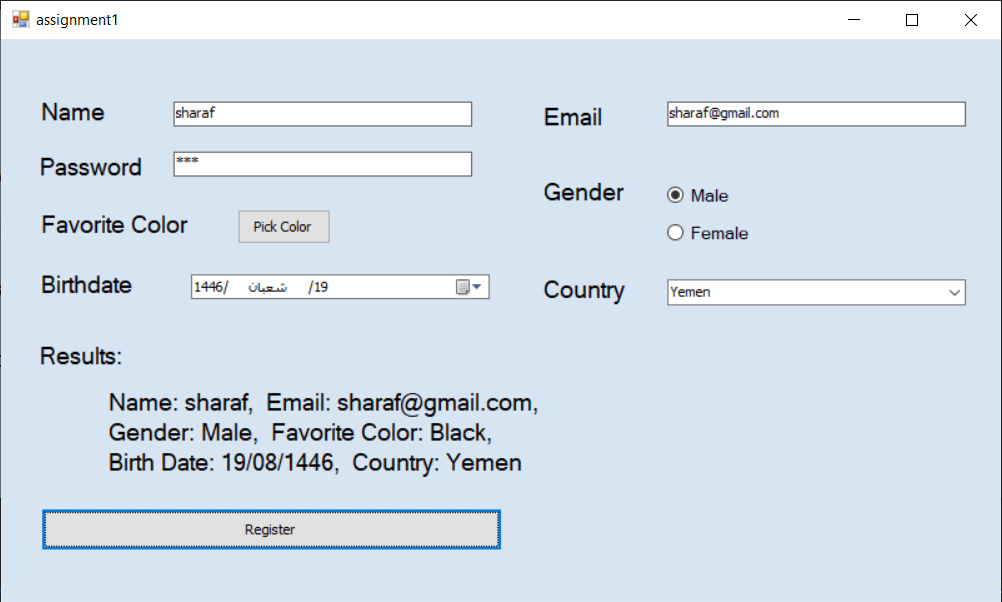 assignment1
Name
sharaf
Email
sharaf@gmail.com
Password
***
Gender
Male
Female
Favorite Color
Pick Color
Birthdate
1446/ شعبان /19
Country
Yemen
Results:
Name: sharaf, Email: sharaf@gmail.com,
Gender: Male, Favorite Color: Black,
Birth Date: 19/08/1446, Country: Yemen
Register